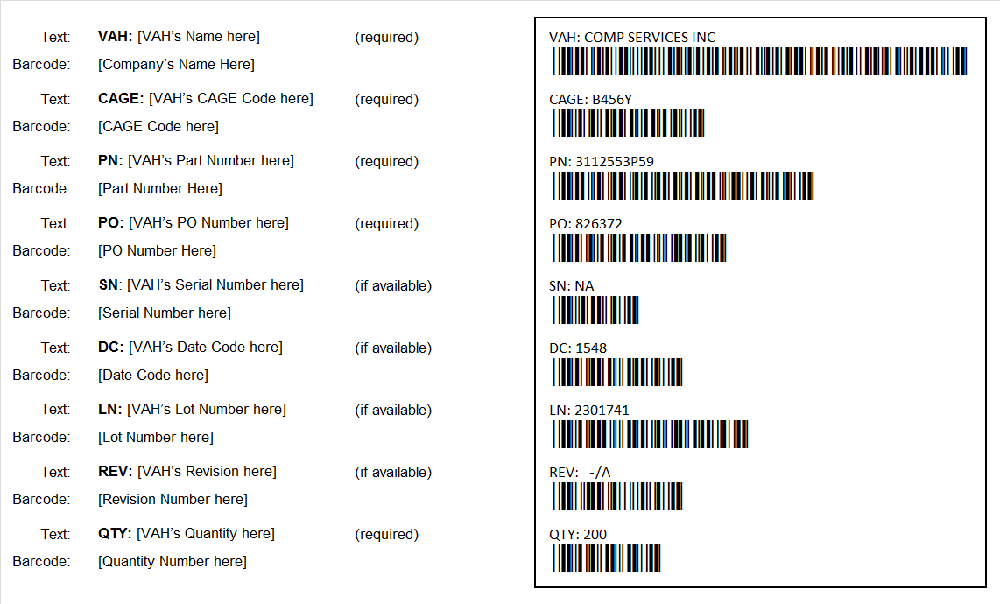 Text: VAH: [VAH’s Name here] (required)
Barcode: [Company’s Name Here]
Text: CAGE: [VAH’s CAGE Code here] (required)
Barcode: [CAGE Code here]
Text: PN: [VAH’s Part Number here] (required)
Barcode: [Part Number Here]
Text: PO: [VAH’s PO Number here] (required)
Barcode: [PO Number Here]
Text: SN: [VAH’s Serial Number here] (if available)
Barcode: [Serial Number here]
Text: DC: [VAH’s Date Code here] (if available)
Barcode: [Date Code here]
Text: LN: [VAH’s Lot Number here] (if available)
Barcode: [Lot Number here]
Text: REV: [VAH’s Revision here] (if available)
Barcode: [Revision Number here]
Text: QTY: [VAH’s Quantity here] (required)
Barcode: [Quantity Number here]
VAH: COMP SERVICES INC
CAGE: B456Y
PN: 3112553P59
PO: 826372
SN: NA
DC: 1548
LN: 2301741
REV: -/A
QTY: 200